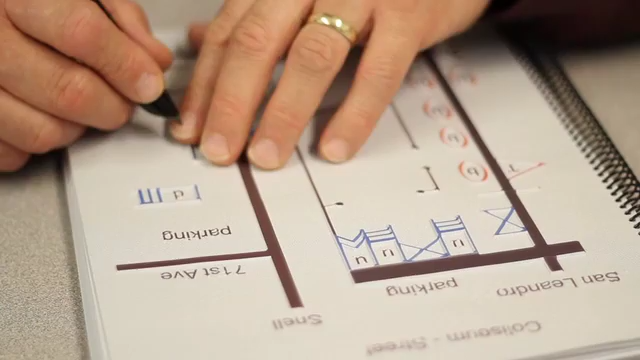 Coliseum - Street
San Leandro
parking
Snell
71st Ave
parking